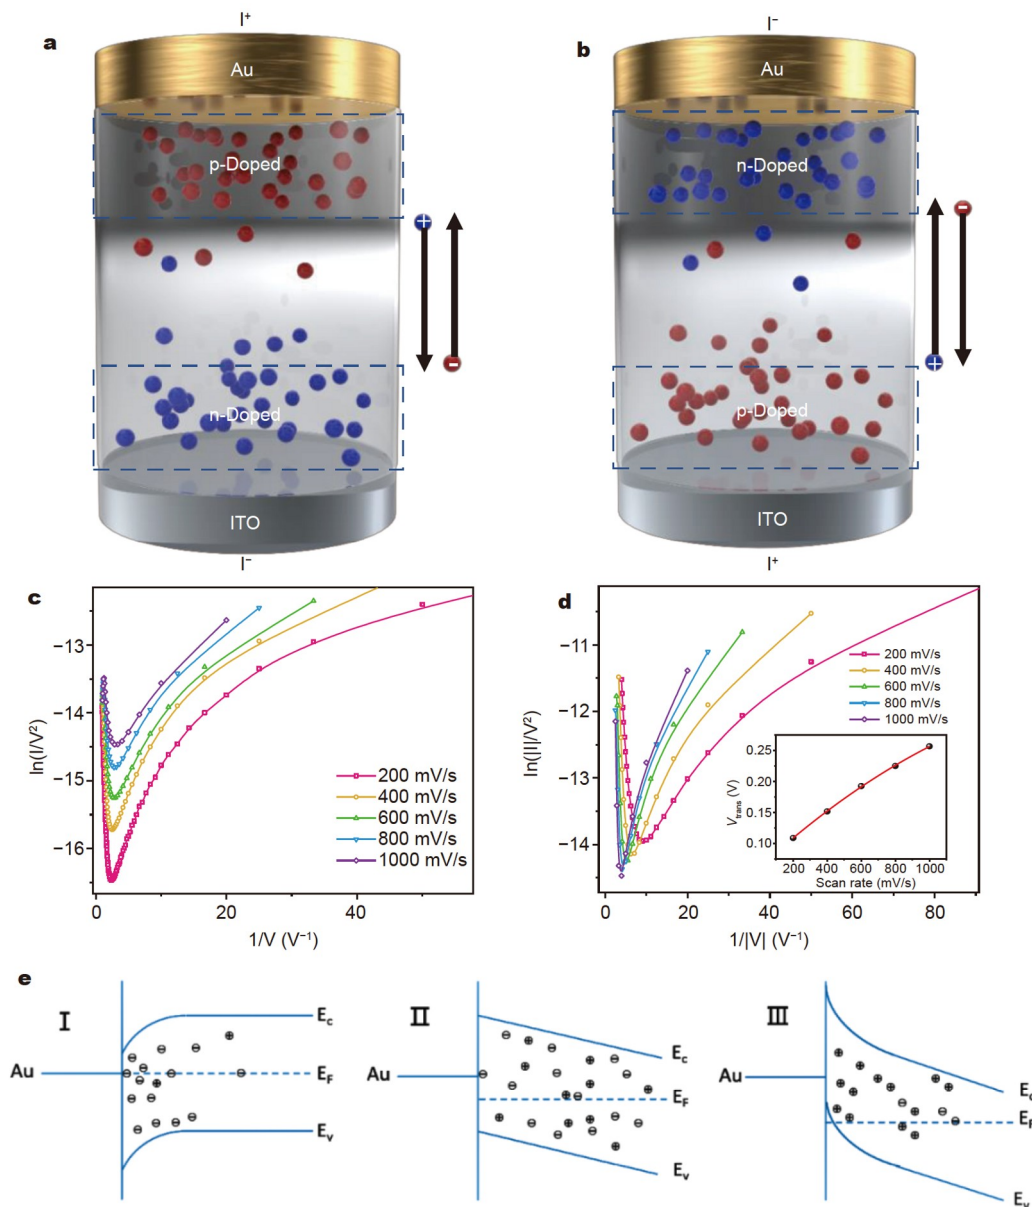 a
I⁺
Au
p-Doped
+
−
n-Doped
ITO
I⁻
b
I⁻
Au
n-Doped
−
+
p-Doped
ITO
I⁺
c
ln(I/V²)
−13
−14
−15
−16
0
20
40
1/V (V⁻¹)
200 mV/s
400 mV/s
600 mV/s
800 mV/s
1000 mV/s
d
ln(|I|/V²)
−11
−12
−13
−14
0
20
40
60
80
1/|V| (V⁻¹)
200 mV/s
400 mV/s
600 mV/s
800 mV/s
1000 mV/s
Vtrans (V)
0.25
0.20
0.15
0.10
200 400 600 800 1000
Scan rate (mV/s)
e
I
Au
Ec
EF
Ev
II
Au
Ec
EF
Ev
III
Au
Ec
EF
Ev